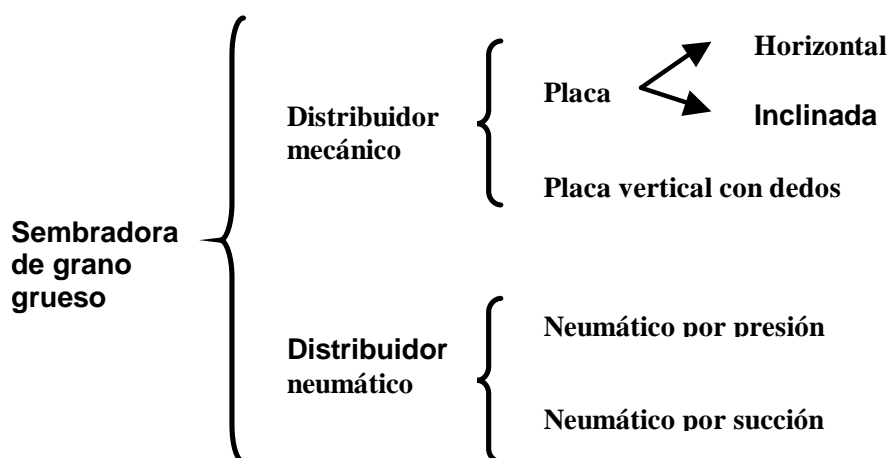 Sembradora
de grano
grueso
Distribuidor
mecánico
Placa
Horizontal
Inclinada
Placa vertical con dedos
Distribuidor
neumático
Neumático por presión
Neumático por succión